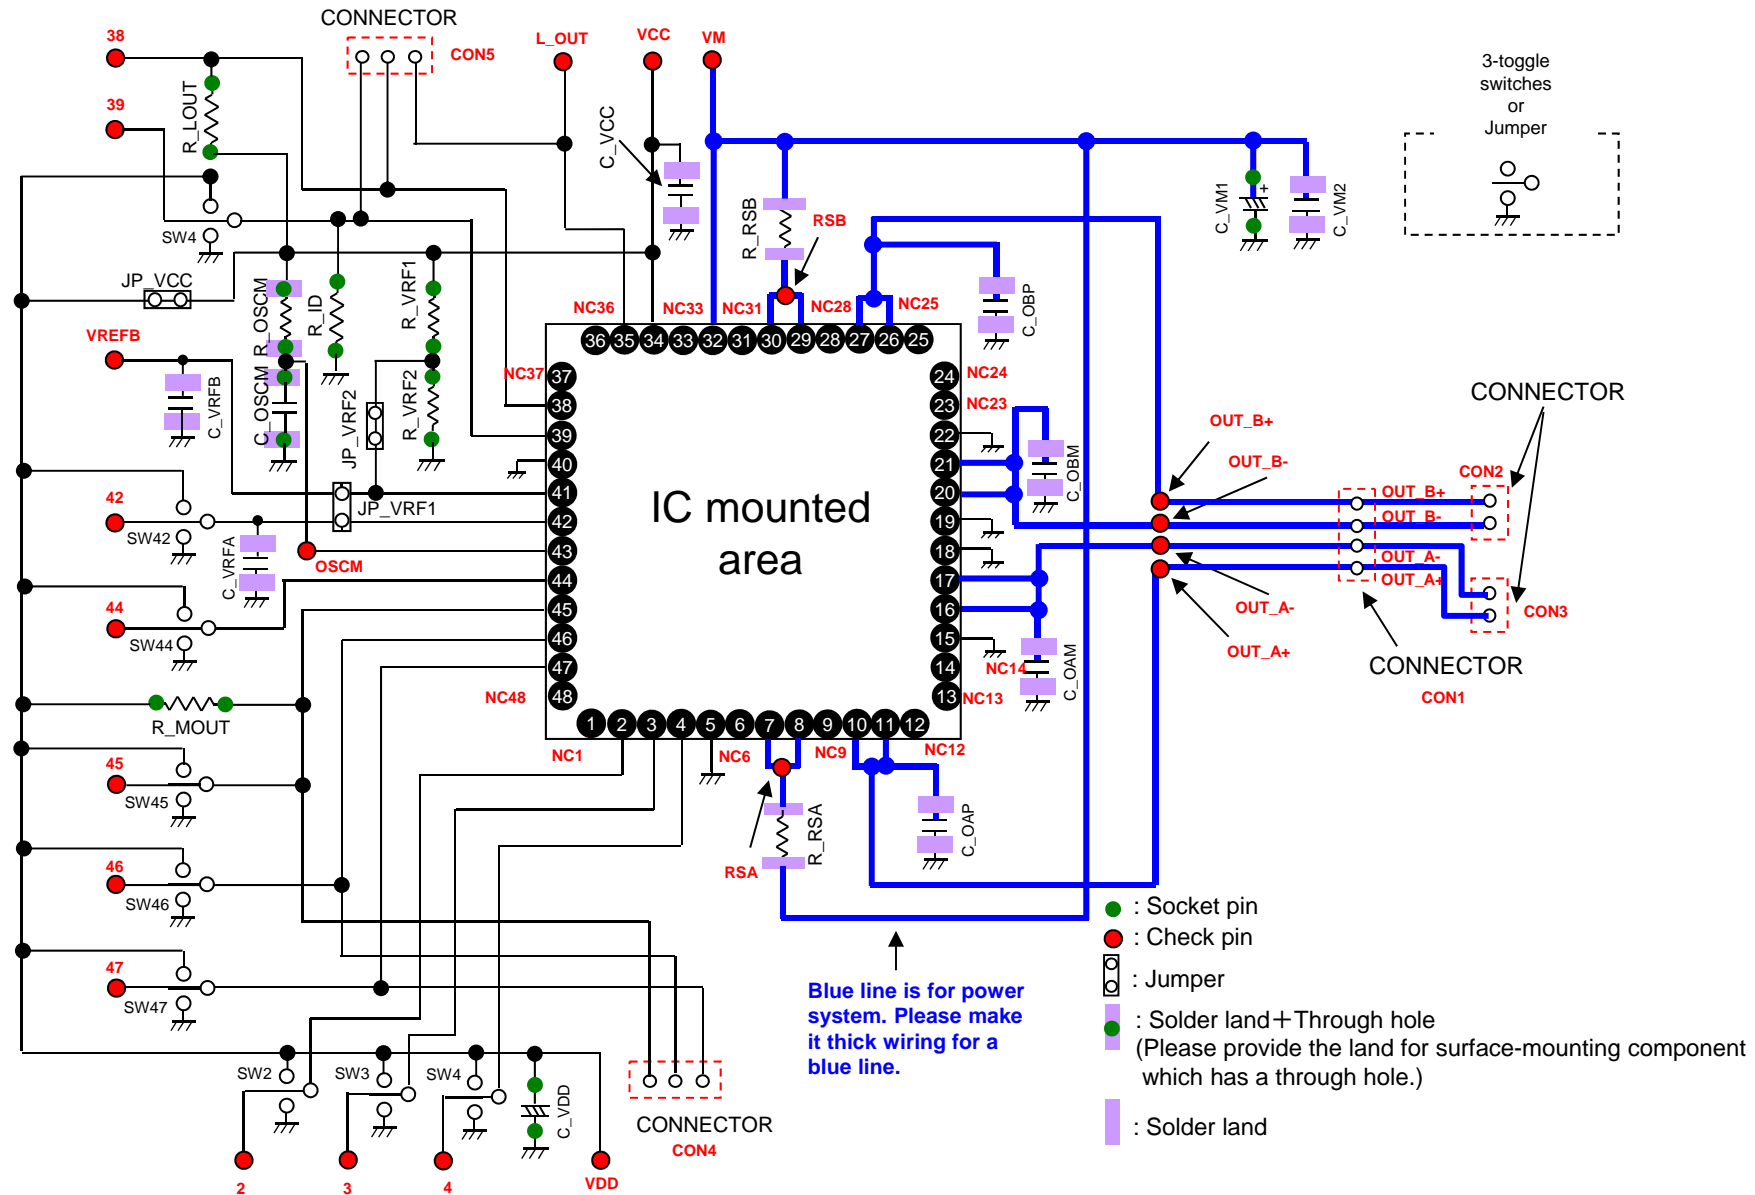 CONNECTOR
38
CON5
L_OUT
VCC
VM
3-toggle
switches
or
Jumper
39
R_LOUT
C_VCC
SW4
R_RSB
RSB
C_VM1
+
C_VM2
JP_VCC
R_OSCM
R_ID
R_VRF1
NC36
NC33
NC31
NC28
NC25
C_OBP
VREFB
36
35
34
33
32
31
30
29
28
27
26
25
NC37
37
24
NC24
C_VRFB
C_OSCM
JP_VRF2
R_VRF2
38
23
NC23
39
22
40
21
41
20
42
19
43
18
44
17
45
16
46
15
47
14
48
13
C_OBM
IC mounted
area
CONNECTOR
OUT_B+
OUT_B-
CON2
OUT_B+
OUT_B-
OUT_A-
OUT_A+
42
SW42
JP_VRF1
C_VRFA
OSCM
OUT_A-
CON3
44
SW44
OUT_A+
CONNECTOR
CON1
NC14
C_OAM
NC48
NC13
R_MOUT
1
2
3
4
5
6
7
8
9
10
11
12
NC1
NC6
NC9
NC12
45
SW45
R_RSA
C_OAP
RSA
46
SW46
: Socket pin
: Check pin
47
SW47
: Jumper
Blue line is for power
system. Please make
it thick wiring for a
blue line.
: Solder land＋Through hole
(Please provide the land for surface-mounting component
which has a through hole.)
SW2
SW3
SW4
C_VDD
CONNECTOR
CON4
: Solder land
2
3
4
VDD